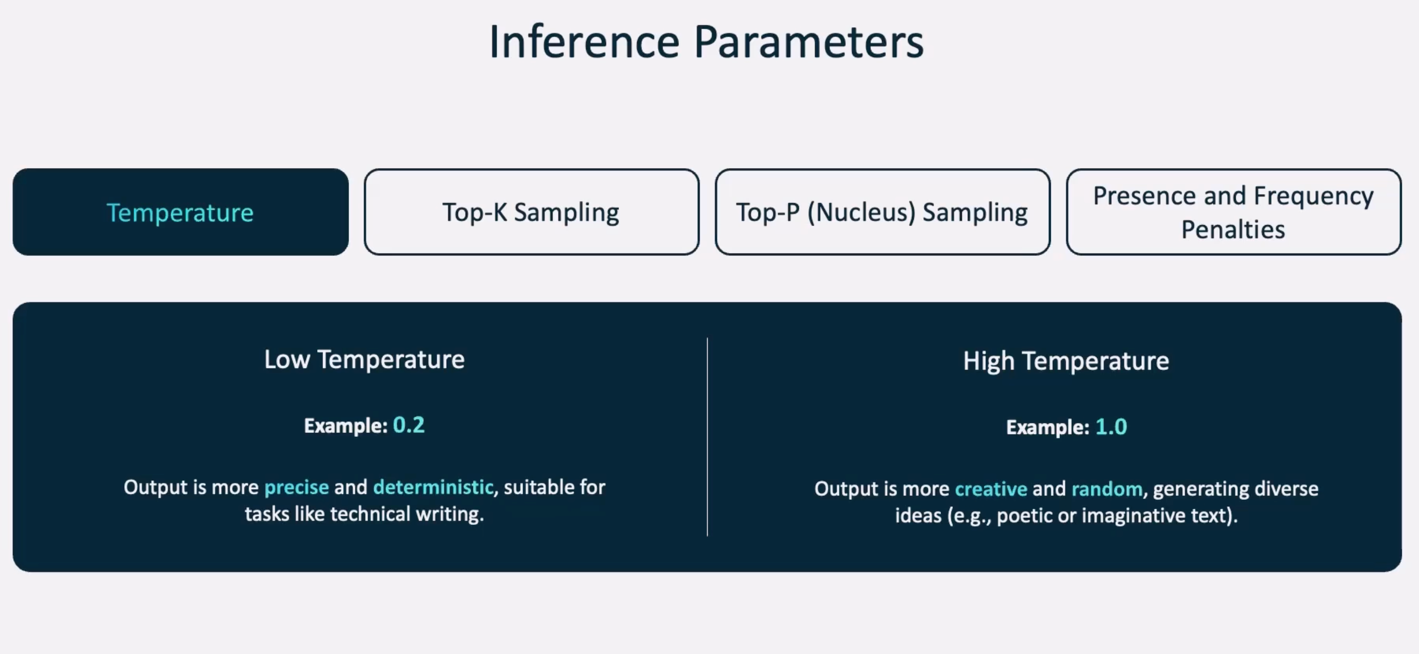 Inference Parameters
Temperature
Top-K Sampling
Top-P (Nucleus) Sampling
Presence and Frequency
Penalties
Low Temperature
Example: 0.2
Output is more precise and deterministic, suitable for
tasks like technical writing.
High Temperature
Example: 1.0
Output is more creative and random, generating diverse
ideas (e.g., poetic or imaginative text).